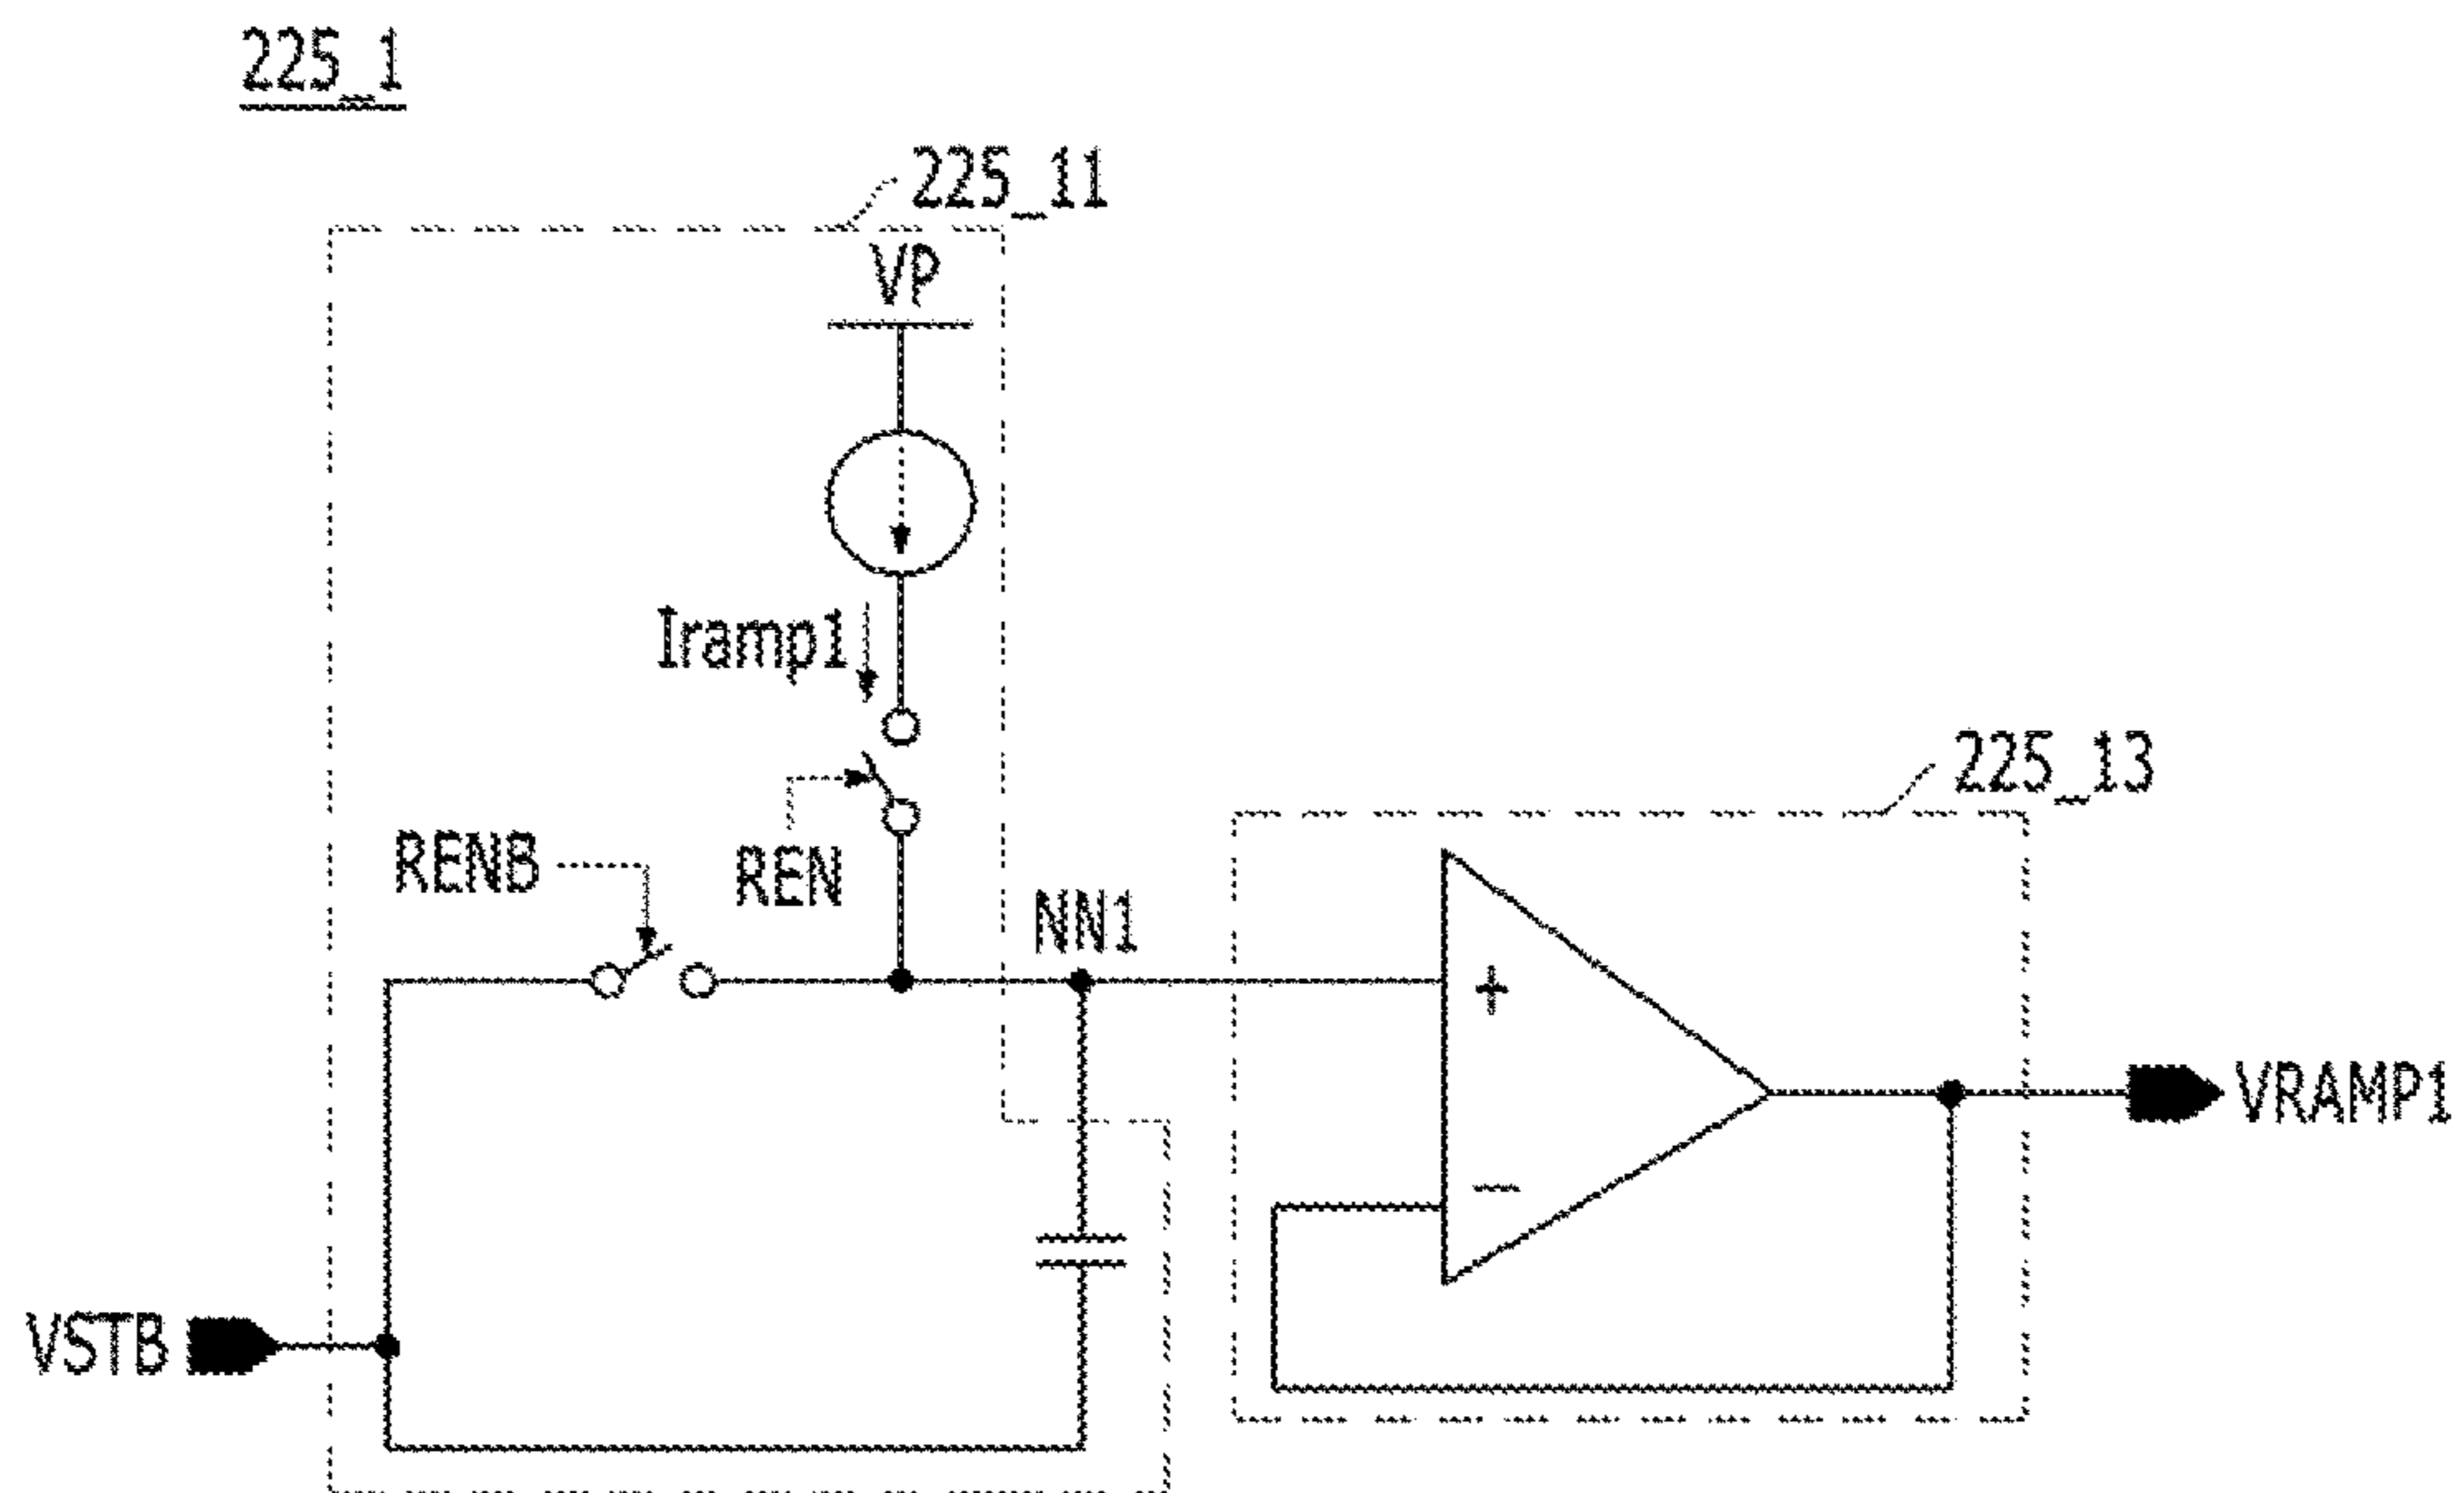 225_1
225_11
VP
Iramp1
225_13
RENB
REN
NN1
+
−
VRAMP1
VSTB